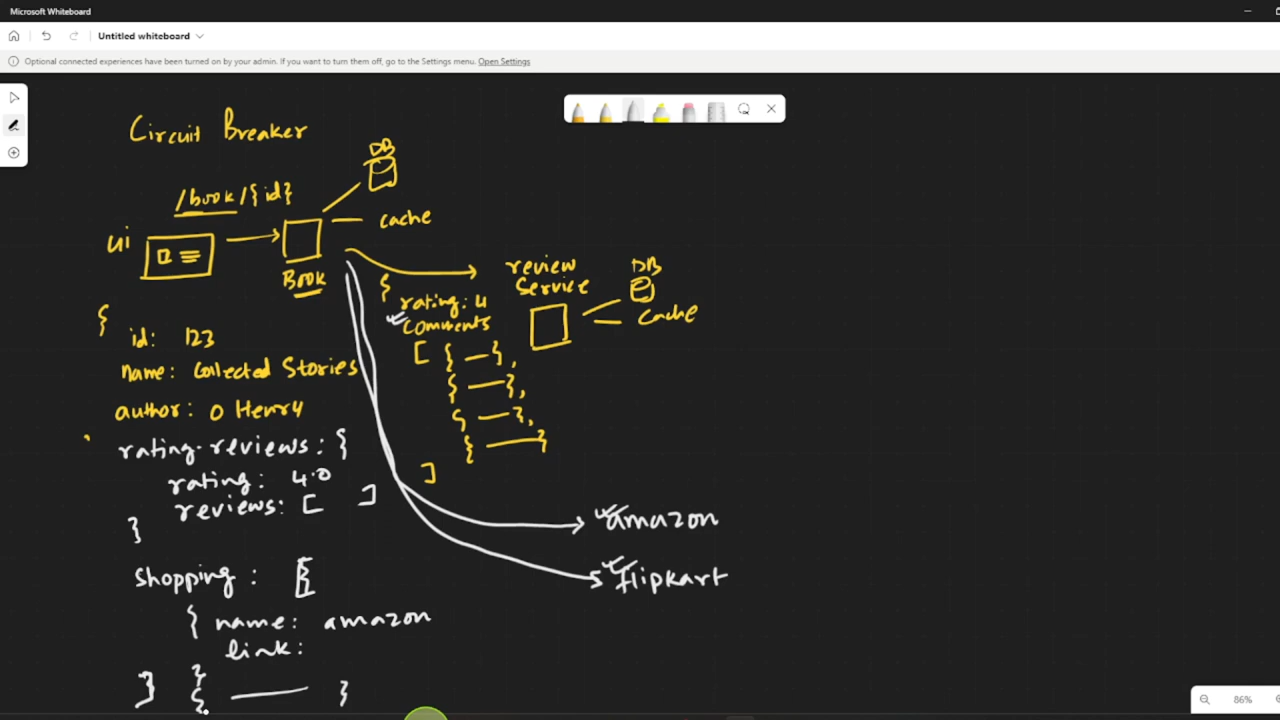 Microsoft Whiteboard
Untitled whiteboard
Optional connected experiences have been turned on by your admin. If you want to turn them off, go to the Settings menu. Open Settings
Circuit Breaker
DB
/book/{id}
cache
ui
Book
review
service
DB
cache
{
rating: 4
comments
[ { — },
{ — },
{ — },
{ — }
]
{
id: 123
name: Collected Stories
author: O Henry
rating-reviews: {
rating: 4.0
reviews: [ ]
}
shopping: [
{ name: amazon
link:
}
] { — }
amazon
flipkart
86%